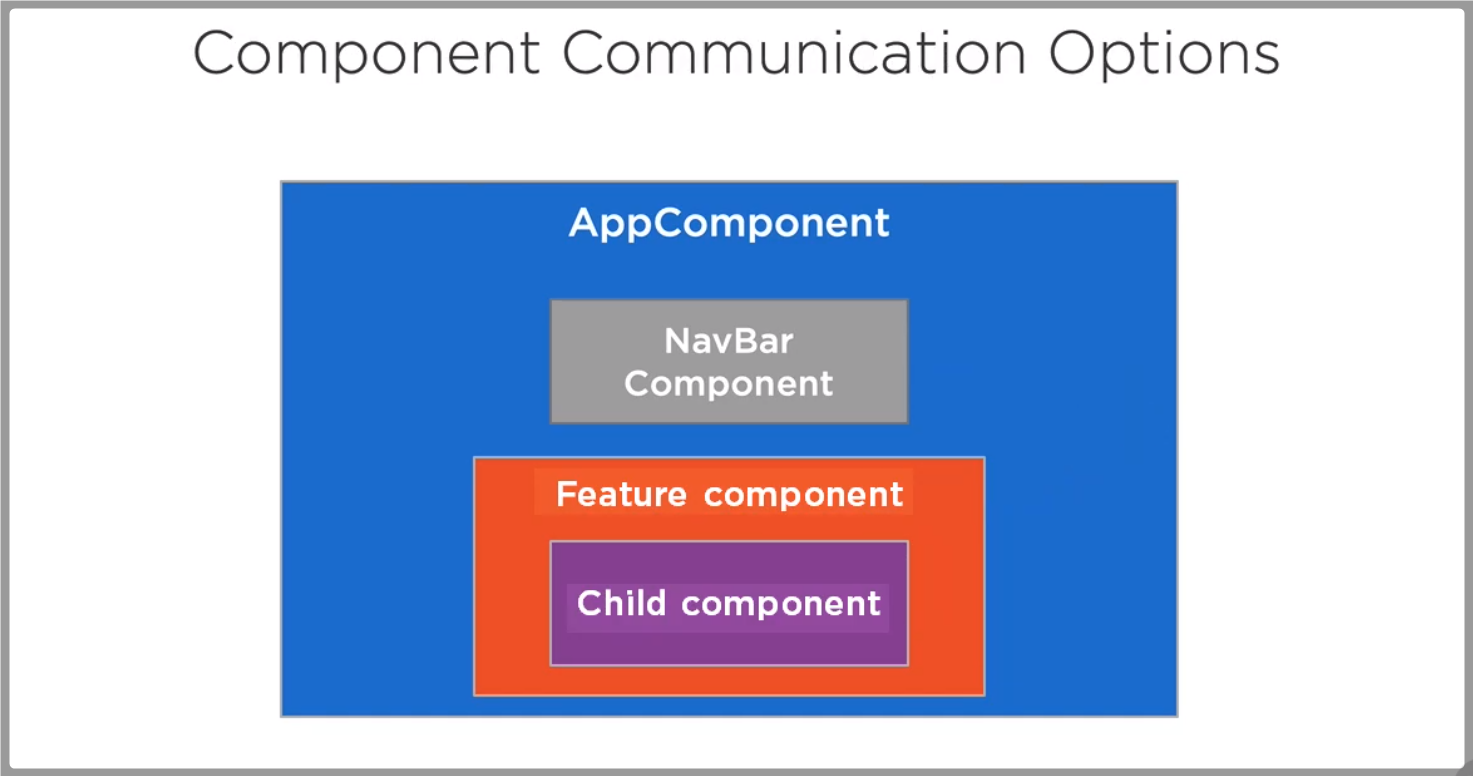 Component Communication Options
AppComponent
NavBar
Component
Feature component
Child component